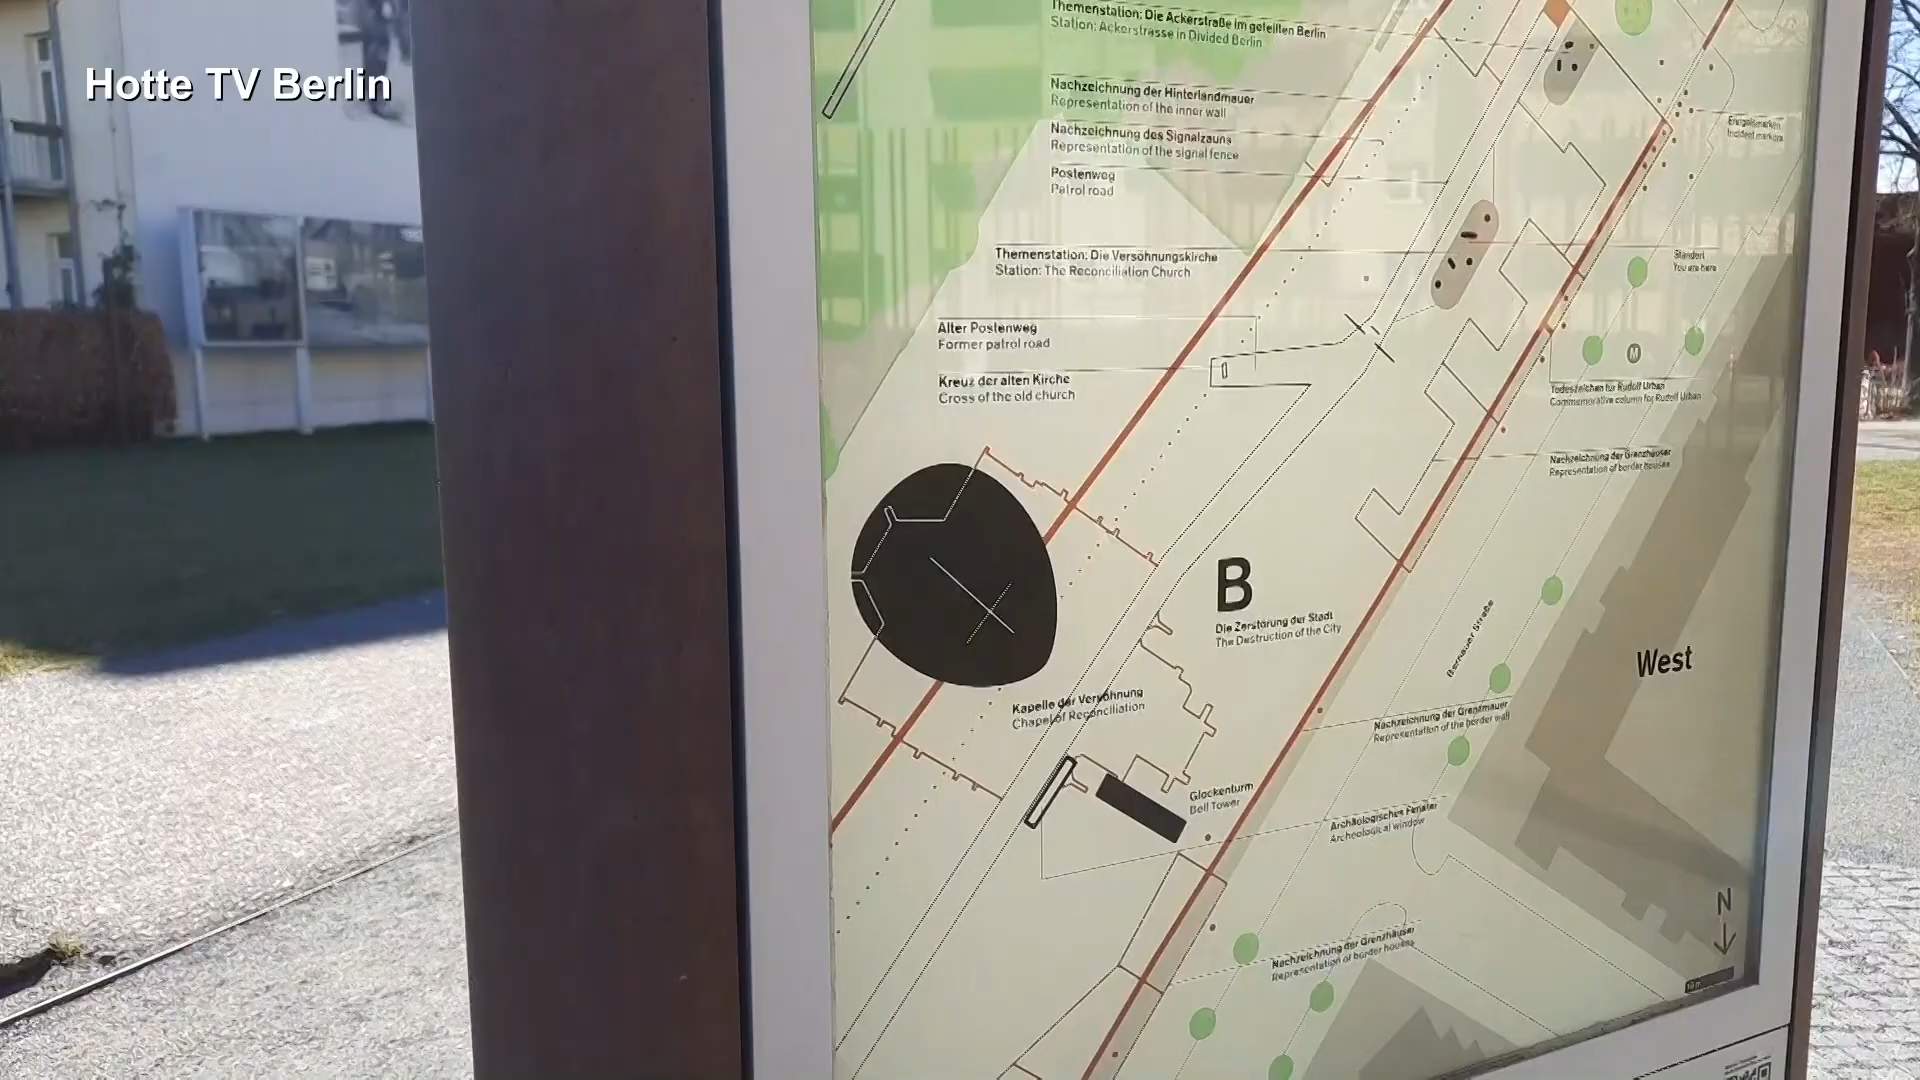 Hotte TV Berlin
Themenstation: Die Ackerstraße im geteilten Berlin
Station: Ackerstrasse in Divided Berlin
Nachzeichnung der Hinterlandmauer
Representation of the inner wall
Nachzeichnung des Signalzauns
Representation of the signal fence
Postenweg
Patrol road
Ereignismarken
Incident markers
Themenstation: Die Versöhnungskirche
Station: The Reconciliation Church
Standort
You are here
Alter Postenweg
Former patrol road
M
Kreuz der alten Kirche
Cross of the old church
Todeszeichen für Rudolf Urban
Commemorative column for Rudolf Urban
Nachzeichnung der Grenzhäuser
Representation of border houses
B
Die Zerstörung der Stadt
The Destruction of the City
Bernauer Straße
West
Kapelle der Versöhnung
Chapel of Reconciliation
Nachzeichnung der Grenzmauer
Representation of the border wall
Glockenturm
Bell Tower
Archäologisches Fenster
Archeological window
N
Nachzeichnung der Grenzhäuser
Representation of border houses
10 m